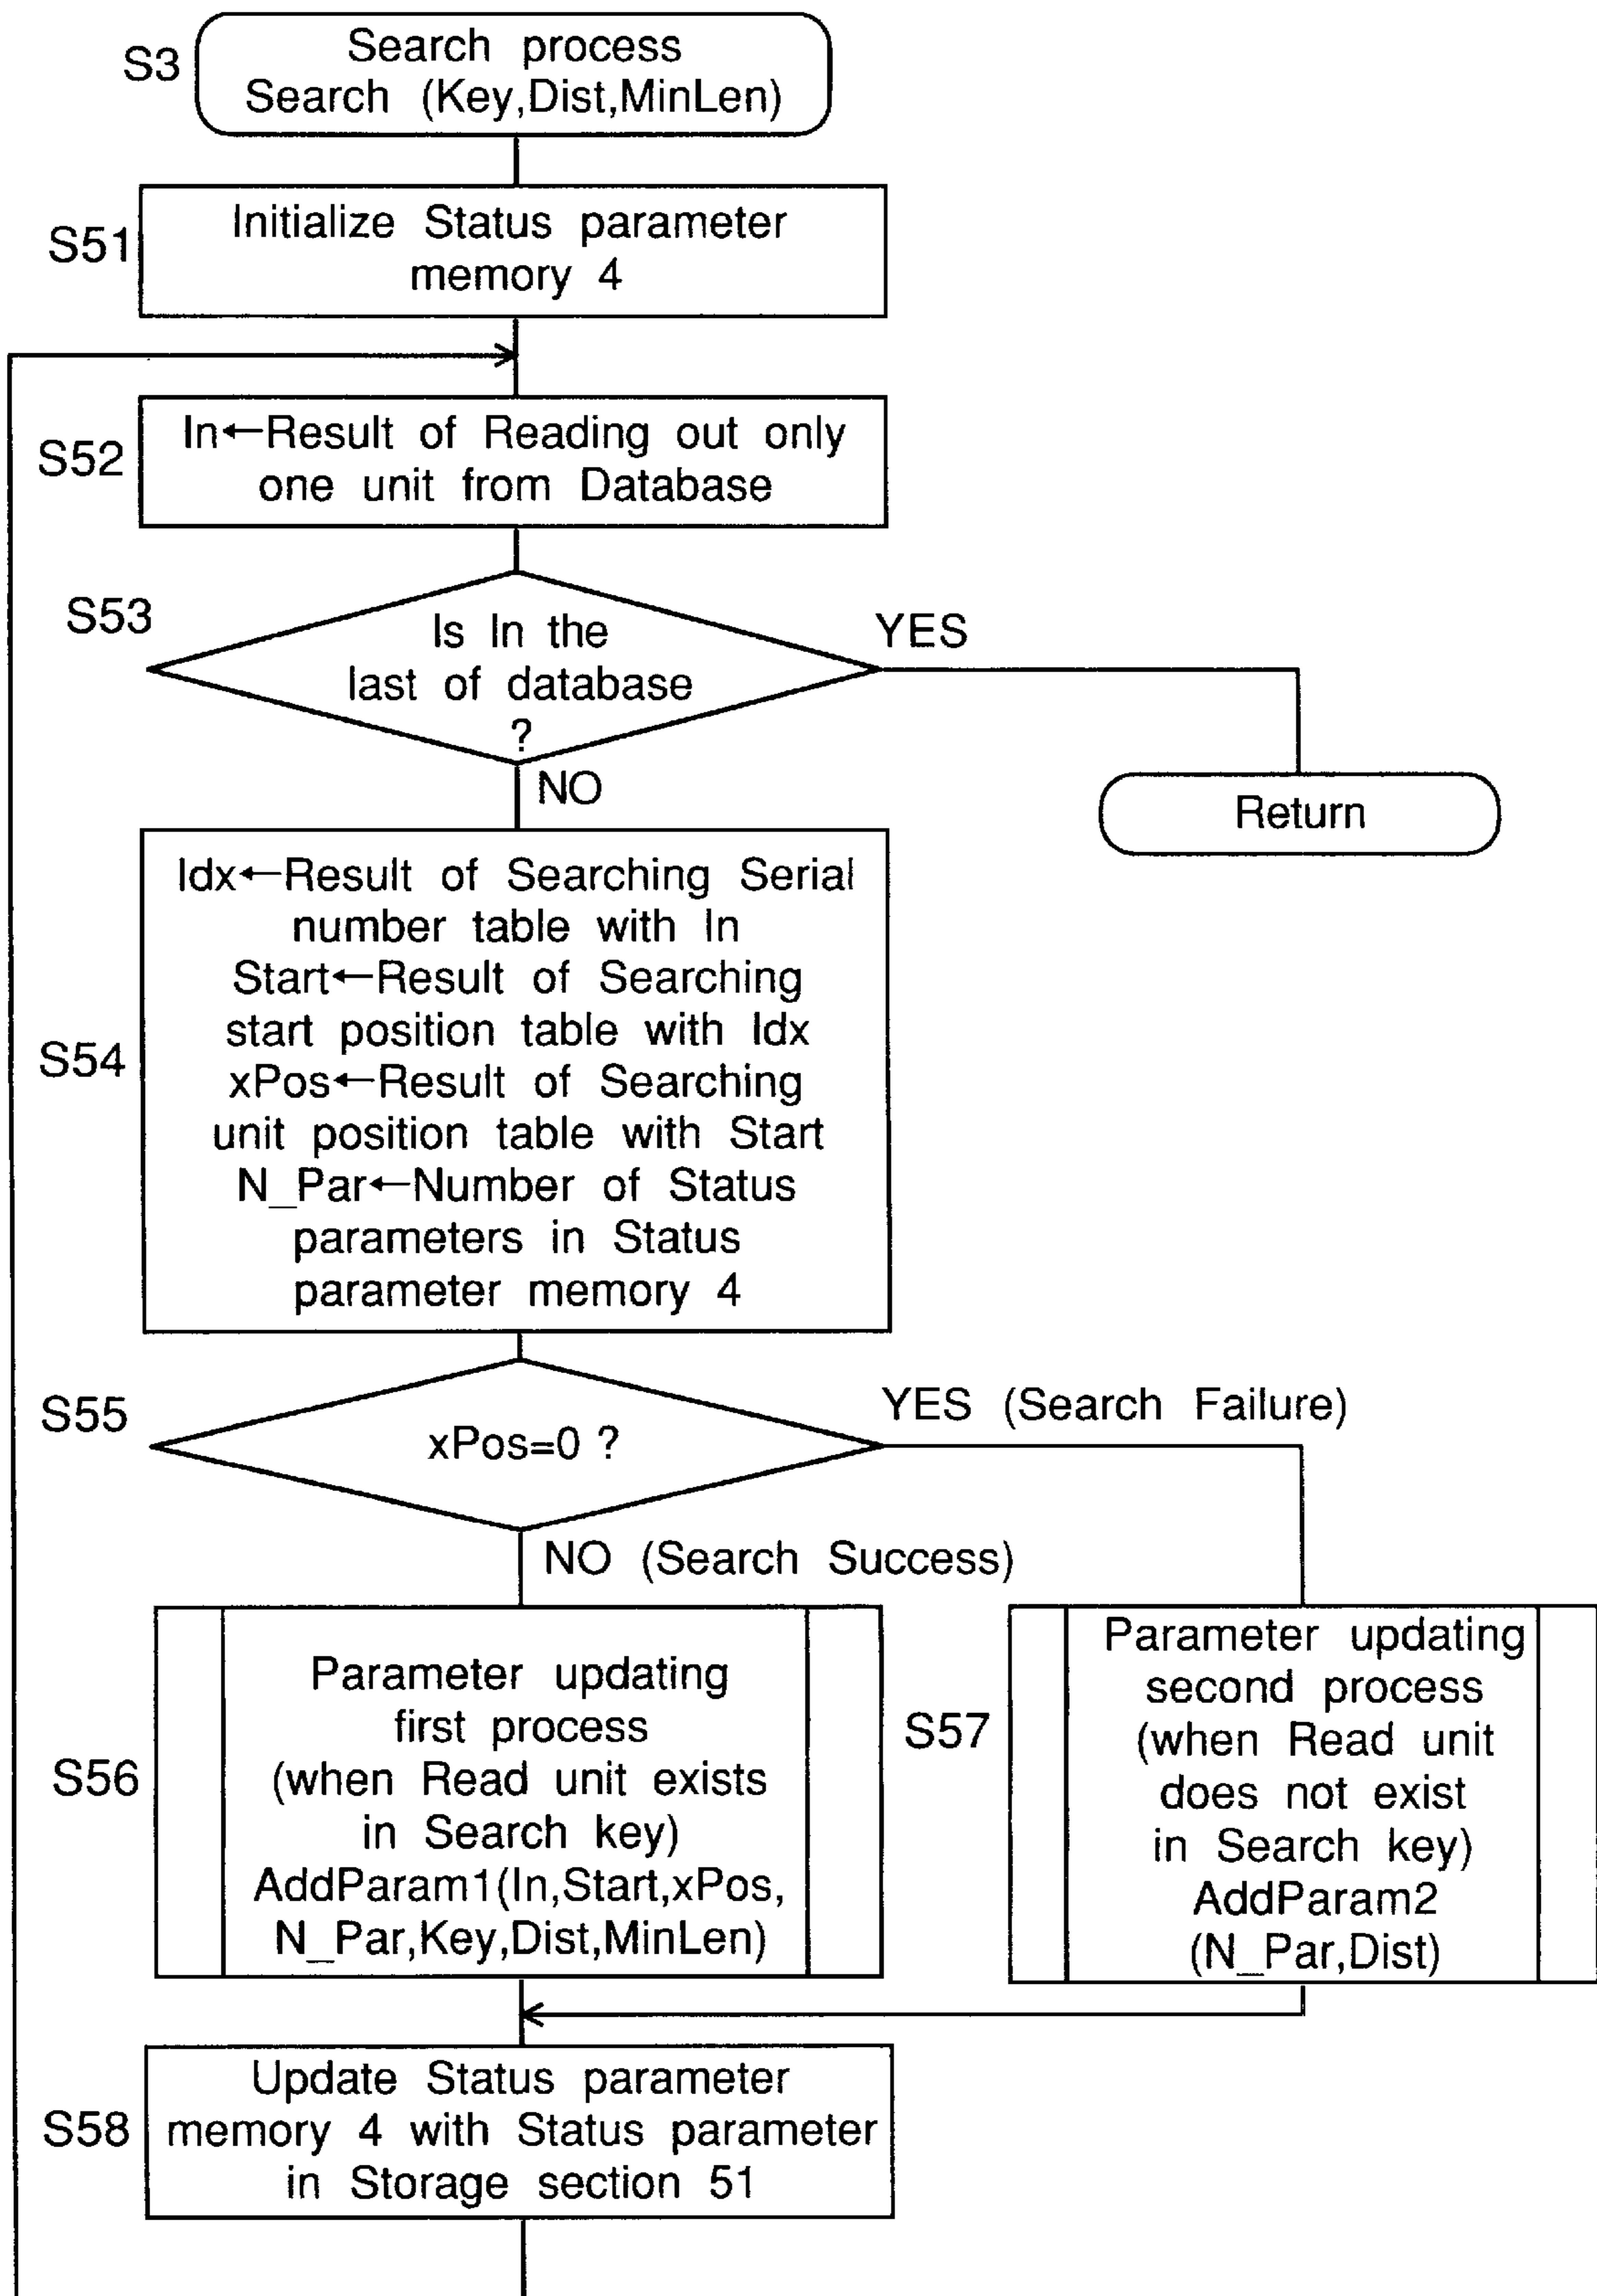 S3
Search process
Search (Key,Dist,MinLen)
S51
Initialize Status parameter
memory 4
S52
In←Result of Reading out only
one unit from Database
S53
Is In the
last of database
?
YES
NO
Return
S54
Idx←Result of Searching Serial
number table with In
Start←Result of Searching
start position table with Idx
xPos←Result of Searching
unit position table with Start
N_Par←Number of Status
parameters in Status
parameter memory 4
S55
xPos=0 ?
YES (Search Failure)
NO (Search Success)
S56
Parameter updating
first process
(when Read unit exists
in Search key)
AddParam1(In,Start,xPos,
N_Par,Key,Dist,MinLen)
S57
Parameter updating
second process
(when Read unit
does not exist
in Search key)
AddParam2
(N_Par,Dist)
S58
Update Status parameter
memory 4 with Status parameter
in Storage section 51